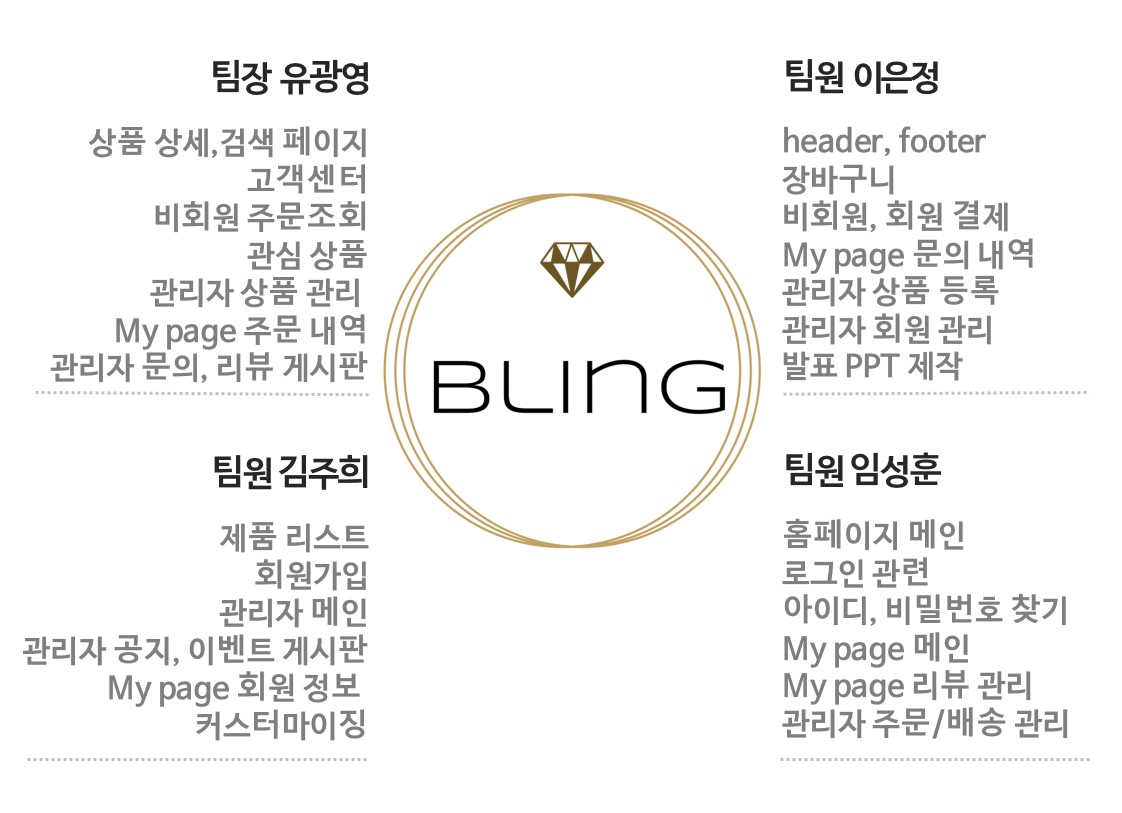 팀장 유광영
상품 상세,검색 페이지
고객센터
비회원 주문조회
관심 상품
관리자 상품 관리
My page 주문 내역
관리자 문의, 리뷰 게시판
팀원 이은정
header, footer
장바구니
비회원, 회원 결제
My page 문의 내역
관리자 상품 등록
관리자 회원 관리
발표 PPT 제작
BLING
팀원 김주희
제품 리스트
회원가입
관리자 메인
관리자 공지, 이벤트 게시판
My page 회원 정보
커스터마이징
팀원 임성훈
홈페이지 메인
로그인 관련
아이디, 비밀번호 찾기
My page 메인
My page 리뷰 관리
관리자 주문/배송 관리